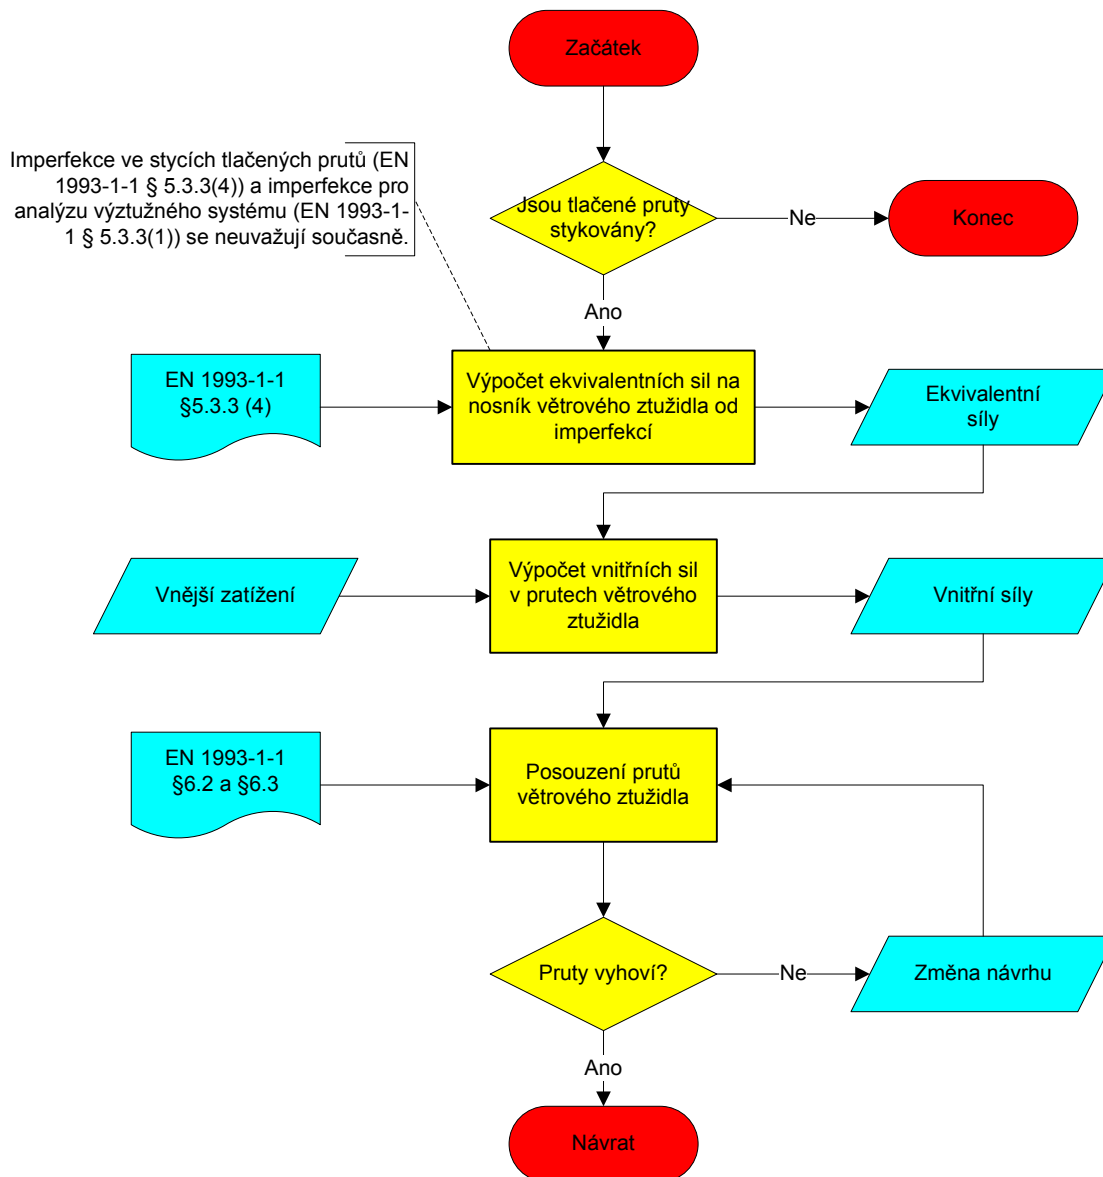 Začátek
Imperfekce ve stycích tlačených prutů (EN
1993-1-1 § 5.3.3(4)) a imperfekce pro
analýzu výztužného systému (EN 1993-1-
1 § 5.3.3(1)) se neuvažují současně.
Jsou tlačené pruty
stykovány?
Ne
Konec
Ano
EN 1993-1-1
§5.3.3 (4)
Výpočet ekvivalentních sil na
nosník větrového ztužidla od
imperfekcí
Ekvivalentní
síly
Vnější zatížení
Výpočet vnitřních sil
v prutech větrového
ztužidla
Vnitřní síly
EN 1993-1-1
§6.2 a §6.3
Posouzení prutů
větrového ztužidla
Pruty vyhoví?
Ne
Změna návrhu
Ano
Návrat